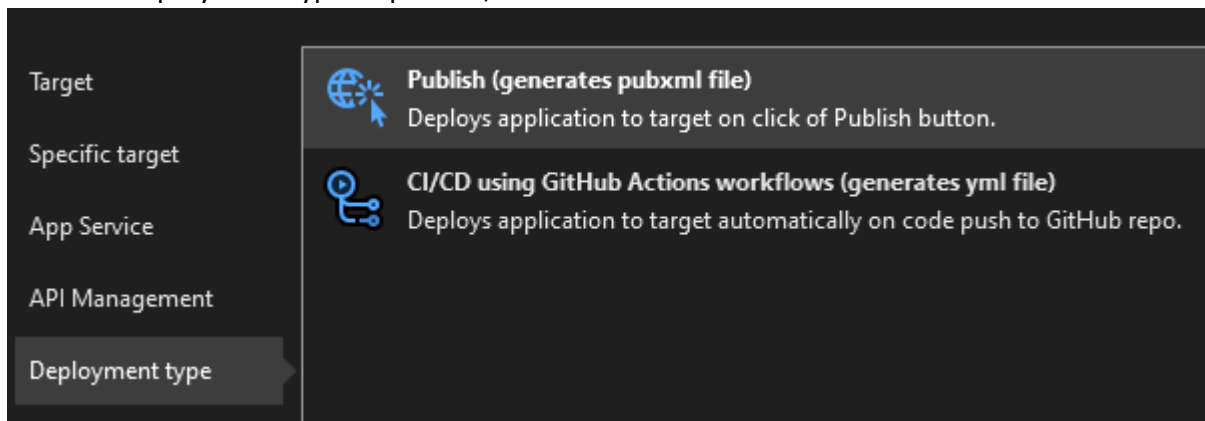 Target
Specific target
App Service
API Management
Deployment type
Publish (generates pubxml file)
Deploys application to target on click of Publish button.
CI/CD using GitHub Actions workflows (generates yml file)
Deploys application to target automatically on code push to GitHub repo.